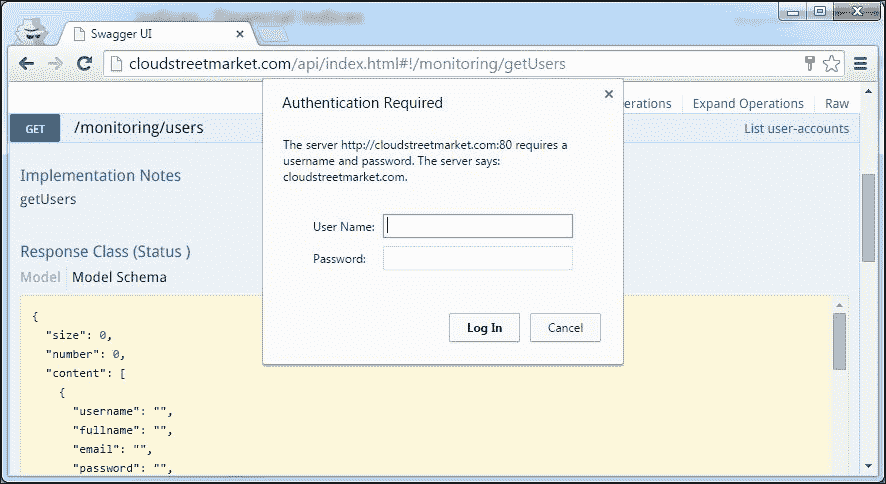 Swagger UI
cloudstreetmarket.com/api/index.html#!/monitoring/getUsers
Authentication Required
The server http://cloudstreetmarket.com:80 requires a
username and password. The server says:
cloudstreetmarket.com.
User Name:
Password:
Log In
Cancel
erations
Expand Operations
Raw
GET
/monitoring/users
List user-accounts
Implementation Notes
getUsers
Response Class (Status )
Model
Model Schema
{
"size": 0,
"number": 0,
"content": [
{
"username": "",
"fullname": "",
"email": "",
"password": "",